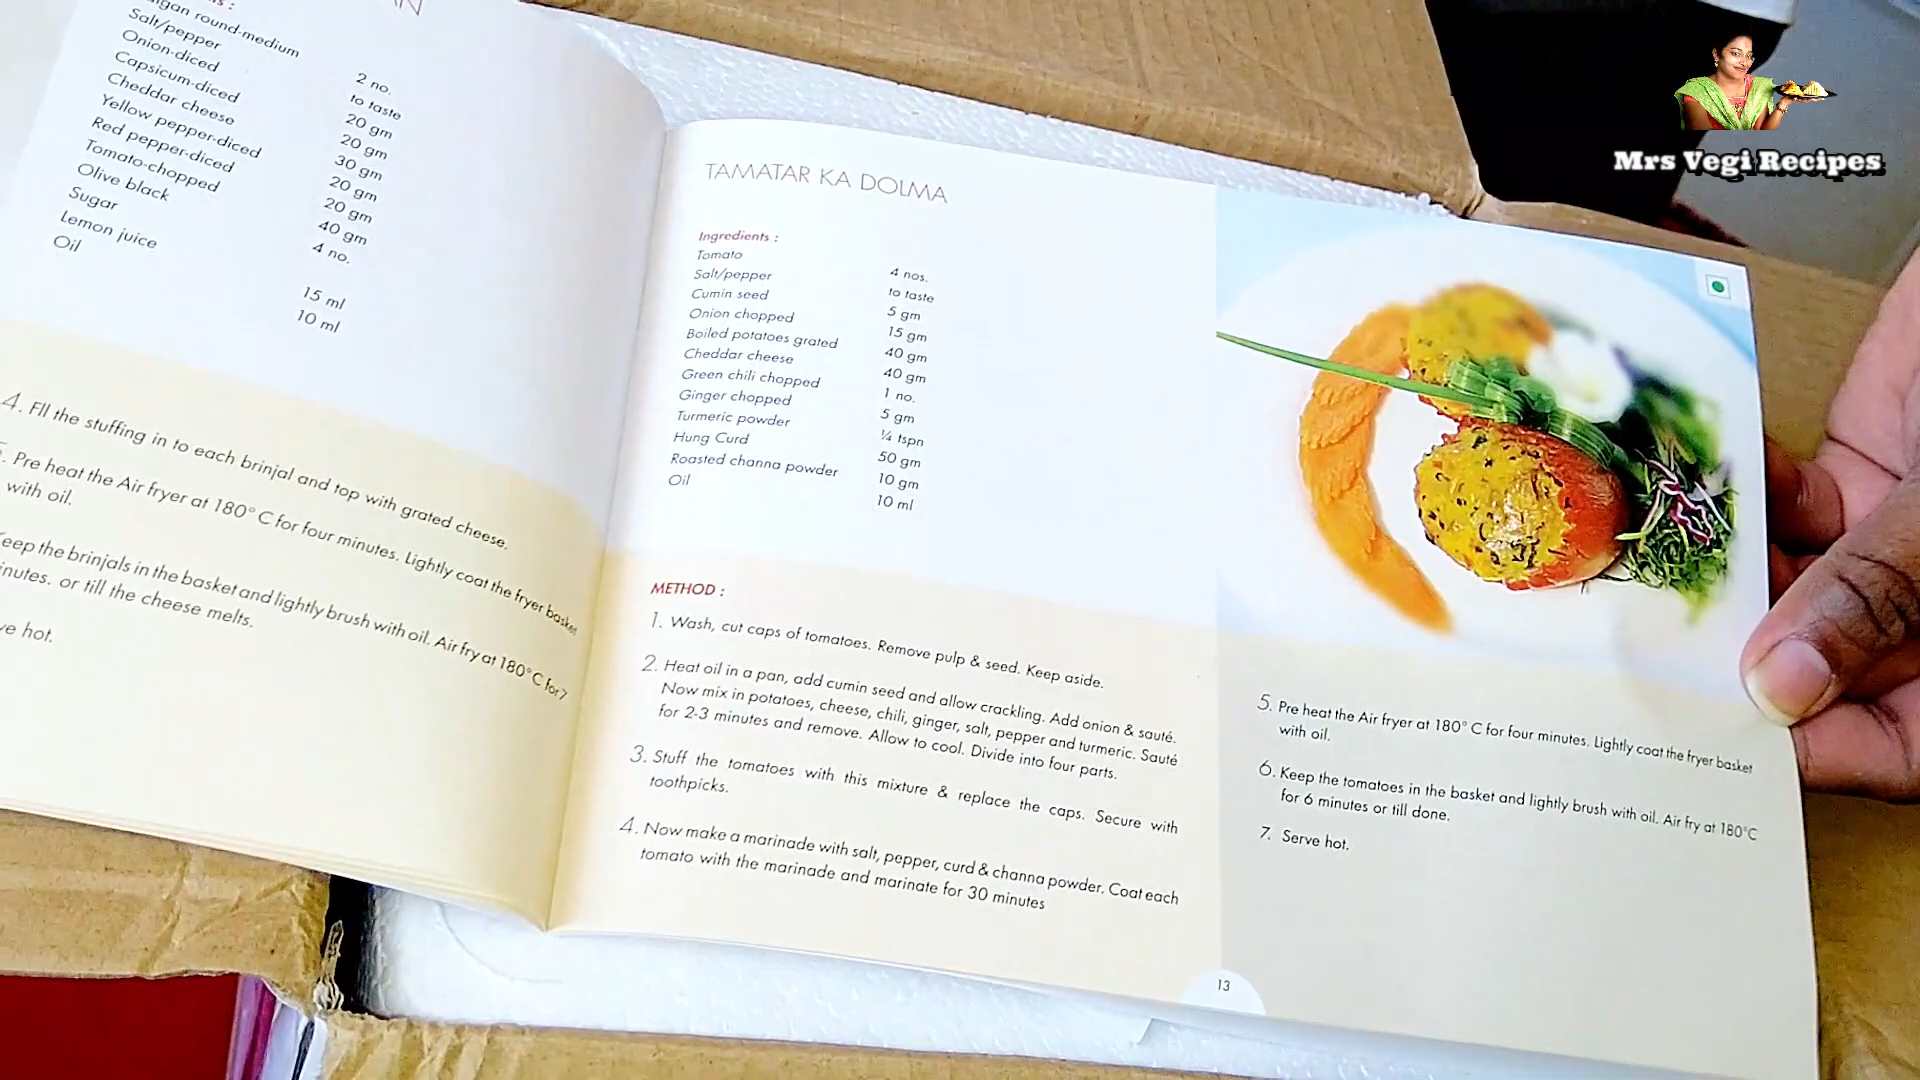 round-medium
Salt/pepper
Onion-diced
Capsicum-diced
Cheddar cheese
Yellow pepper-diced
Red pepper-diced
Tomato-chopped
Olive black
Sugar
Lemon juice
Oil
2 no.
to taste
20 gm
20 gm
30 gm
20 gm
20 gm
40 gm
4 no.
15 ml
10 ml
4. FIl the stuffing in to each brinjal and top with grated cheese.
Pre heat the Air fryer at 180° C for four minutes. Lightly coat the fryer basket
with oil.
the brinjals in the basket and lightly brush with oil. Air fry at 180°C for 7
or till the cheese melts.
hot.
TAMATAR KA DOLMA
Ingredients :
Tomato 4 nos.
Salt/pepper to taste
Cumin seed 5 gm
Onion chopped 15 gm
Boiled potatoes grated 40 gm
Cheddar cheese 40 gm
Green chili chopped 1 no.
Ginger chopped 5 gm
Turmeric powder ¼ tspn
Hung Curd 50 gm
Roasted channa powder 10 gm
Oil 10 ml
METHOD :
1. Wash, cut caps of tomatoes. Remove pulp & seed. Keep aside.
2. Heat oil in a pan, add cumin seed and allow crackling. Add onion & sauté.
Now mix in potatoes, cheese, chili, ginger, salt, pepper and turmeric. Sauté
for 2-3 minutes and remove. Allow to cool. Divide into four parts.
3. Stuff the tomatoes with this mixture & replace the caps. Secure with
toothpicks.
4. Now make a marinade with salt, pepper, curd & channa powder. Coat each
tomato with the marinade and marinate for 30 minutes
5. Pre heat the Air fryer at 180° C for four minutes. Lightly coat the fryer basket
with oil.
6. Keep the tomatoes in the basket and lightly brush with oil. Air fry at 180°C
for 6 minutes or till done.
7. Serve hot.
13
Mrs Vegi Recipes